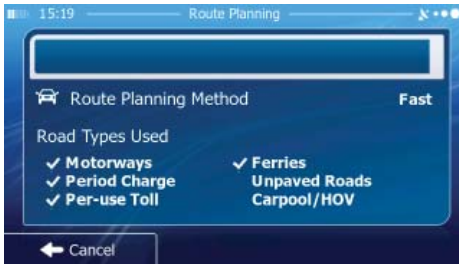 15:19 Route Planning
Route Planning Method Fast
Road Types Used
Motorways Ferries
Period Charge Unpaved Roads
Per-use Toll Carpool/HOV
Cancel